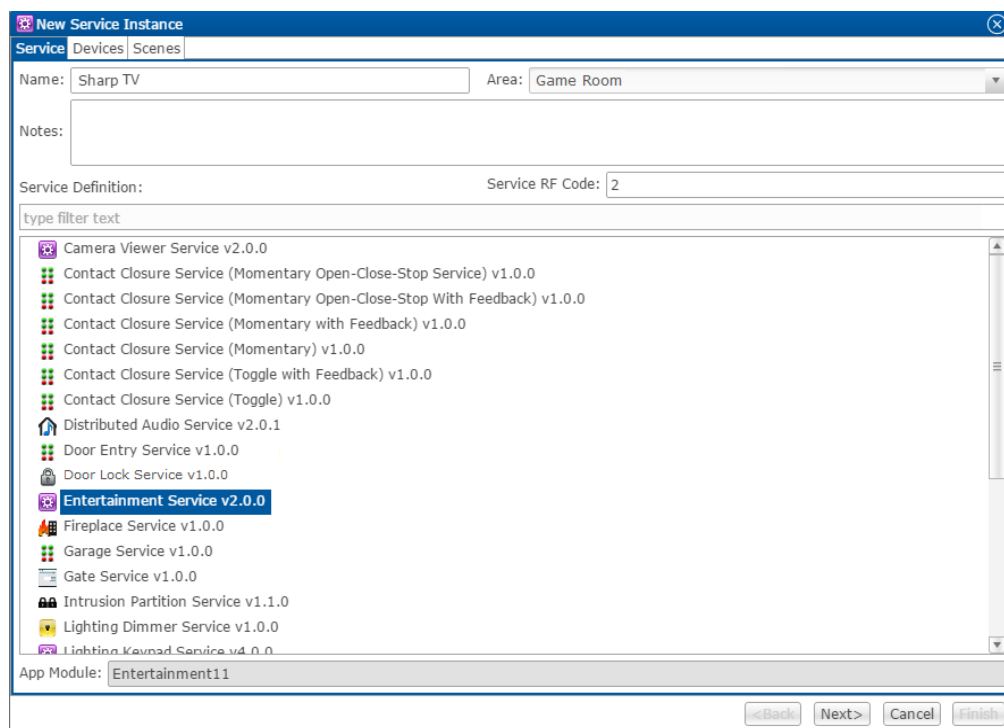 New Service Instance
Service Devices Scenes
Name: Sharp TV Area: Game Room
Notes:
Service Definition: Service RF Code: 2
type filter text
Camera Viewer Service v2.0.0
Contact Closure Service (Momentary Open-Close-Stop Service) v1.0.0
Contact Closure Service (Momentary Open-Close-Stop With Feedback) v1.0.0
Contact Closure Service (Momentary with Feedback) v1.0.0
Contact Closure Service (Momentary) v1.0.0
Contact Closure Service (Toggle with Feedback) v1.0.0
Contact Closure Service (Toggle) v1.0.0
Distributed Audio Service v2.0.1
Door Entry Service v1.0.0
Door Lock Service v1.0.0
Entertainment Service v2.0.0
Fireplace Service v1.0.0
Garage Service v1.0.0
Gate Service v1.0.0
Intrusion Partition Service v1.1.0
Lighting Dimmer Service v1.0.0
Lighting Keypad Service v4.0.0
App Module: Entertainment11
<Back Next> Cancel Finish